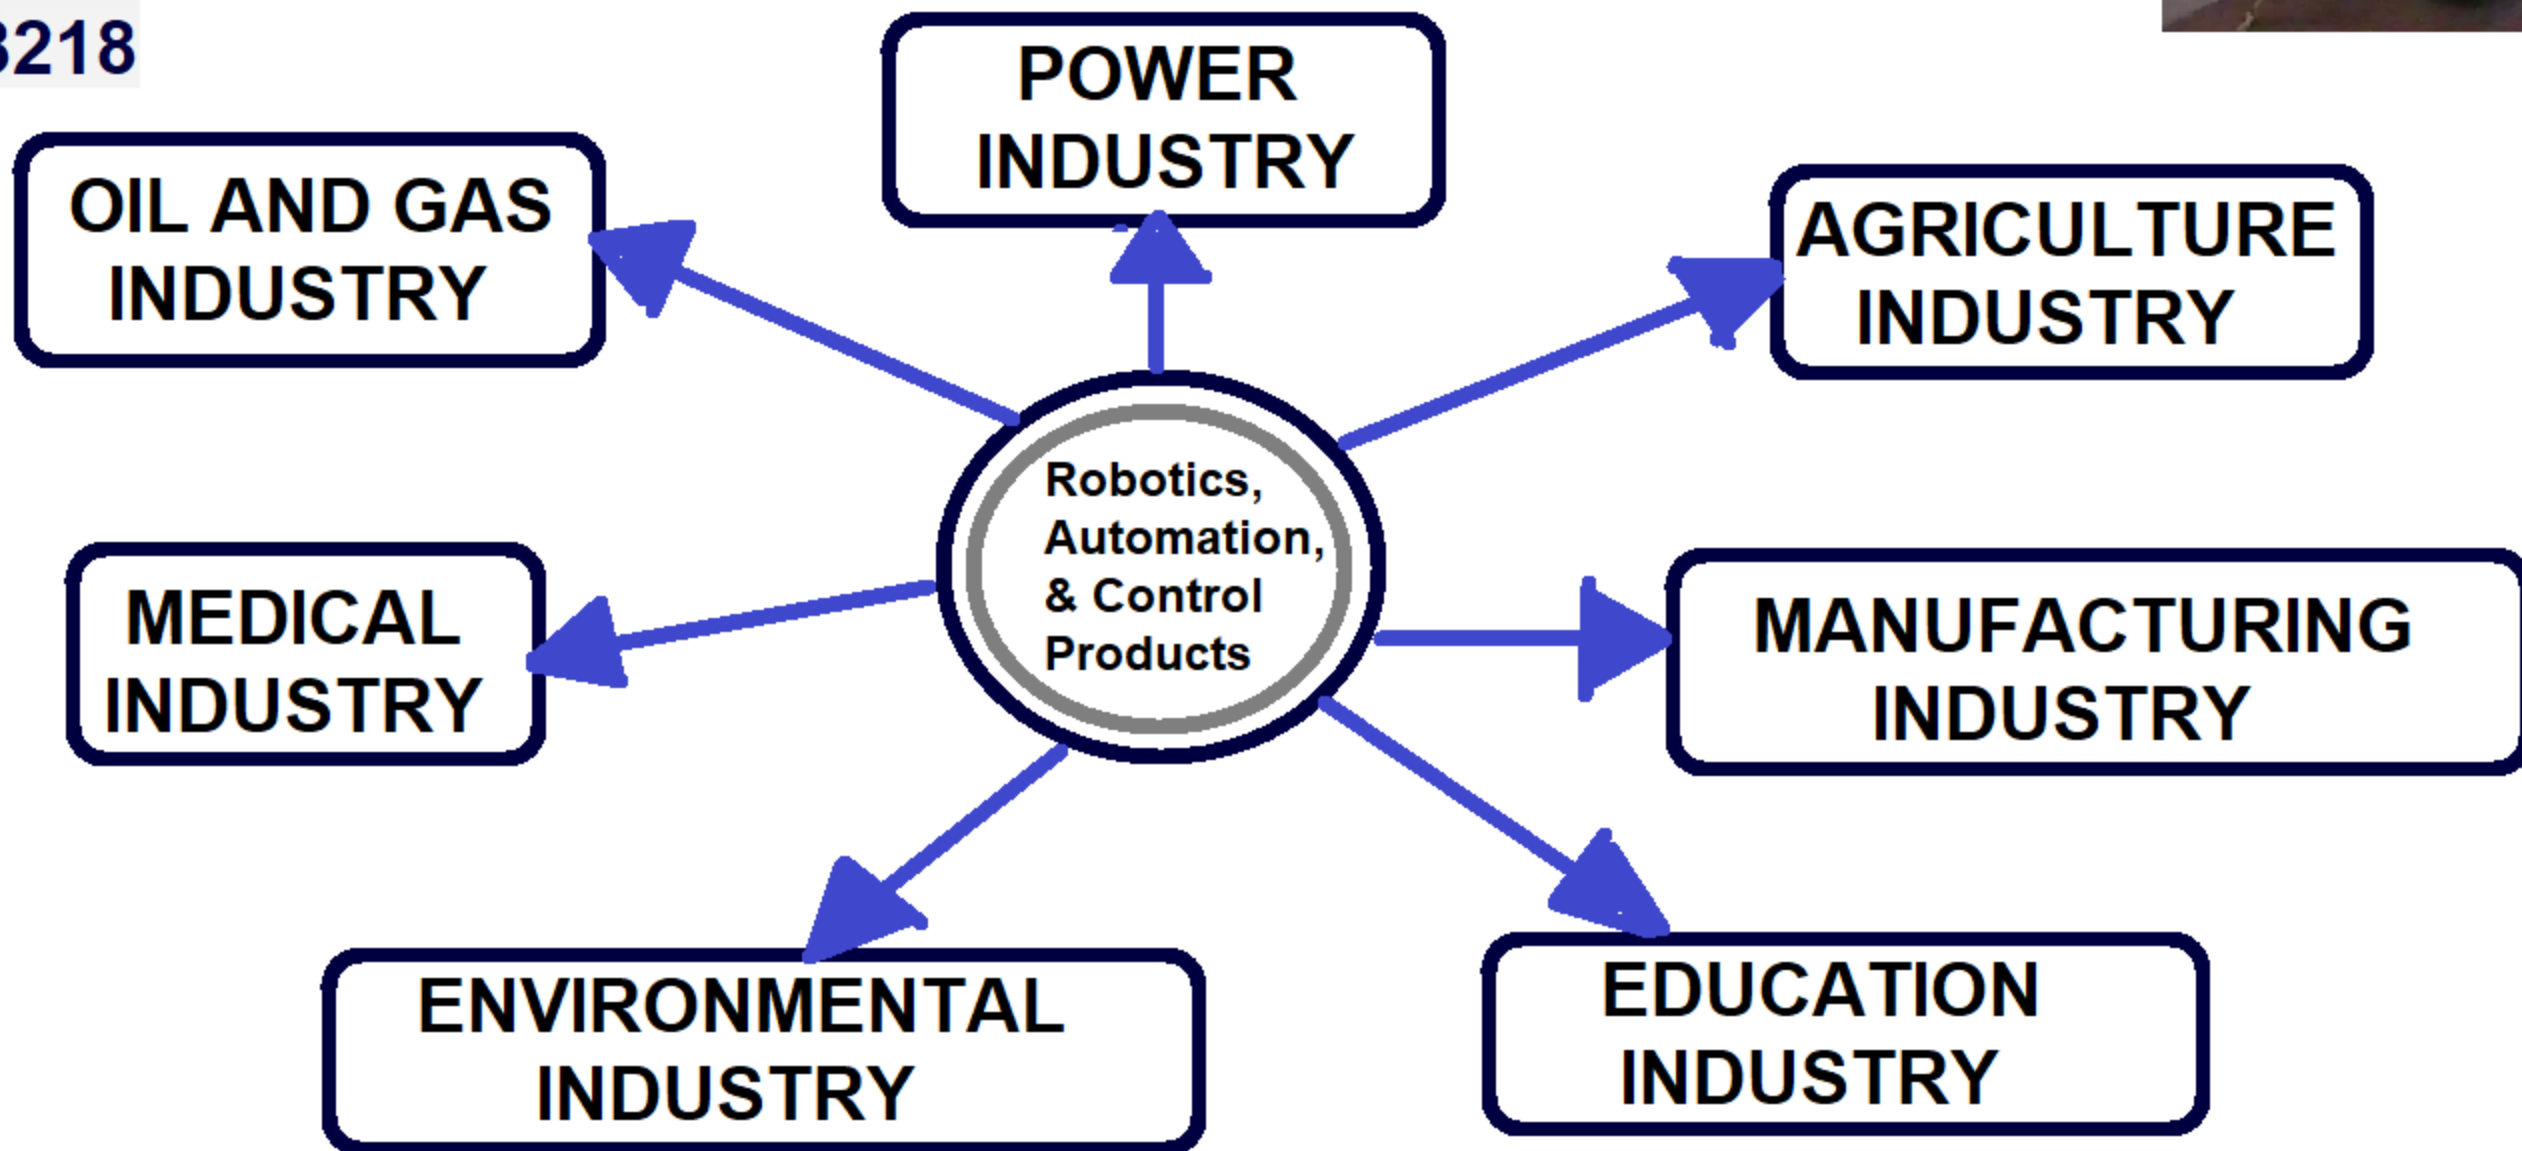 3218
POWER
INDUSTRY
OIL AND GAS
INDUSTRY
AGRICULTURE
INDUSTRY
Robotics,
Automation,
& Control
Products
MEDICAL
INDUSTRY
MANUFACTURING
INDUSTRY
ENVIRONMENTAL
INDUSTRY
EDUCATION
INDUSTRY